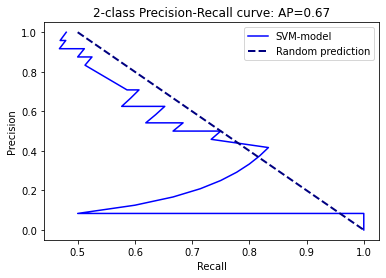 2-class Precision-Recall curve: AP=0.67
SVM-model
Random prediction
Precision
1.0
0.8
0.6
0.4
0.2
0.0
0.5 0.6 0.7 0.8 0.9 1.0
Recall